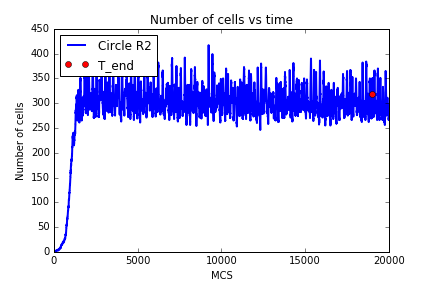 Number of cells vs time
450
400
350
300
250
200
150
100
50
0
Number of cells
Circle R2
T_end
0 5000 10000 15000 20000
MCS